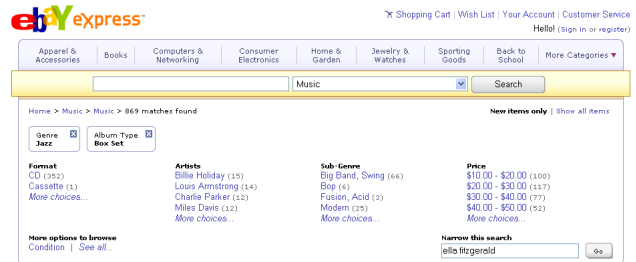 ebay express™
Shopping Cart | Wish List | Your Account | Customer Service
Hello! (Sign in or register)
Apparel & Accessories
Books
Computers & Networking
Consumer Electronics
Home & Garden
Jewelry & Watches
Sporting Goods
Back to School
More Categories ▼
Music
Search
Home > Music > Music > 869 matches found
New items only | Show all items
Genre
Jazz
Album Type
Box Set
Format
CD (352)
Cassette (1)
More choices...
Artists
Billie Holiday (15)
Louis Armstrong (14)
Charlie Parker (12)
Miles Davis (12)
More choices...
Sub-Genre
Big Band, Swing (66)
Bop (6)
Fusion, Acid (3)
Modern (25)
More choices...
Price
$10.00 - $20.00 (100)
$20.00 - $30.00 (117)
$30.00 - $40.00 (77)
$40.00 - $50.00 (52)
More choices...
More options to browse
Condition | See all...
Narrow this search
ella fitzgerald
Go